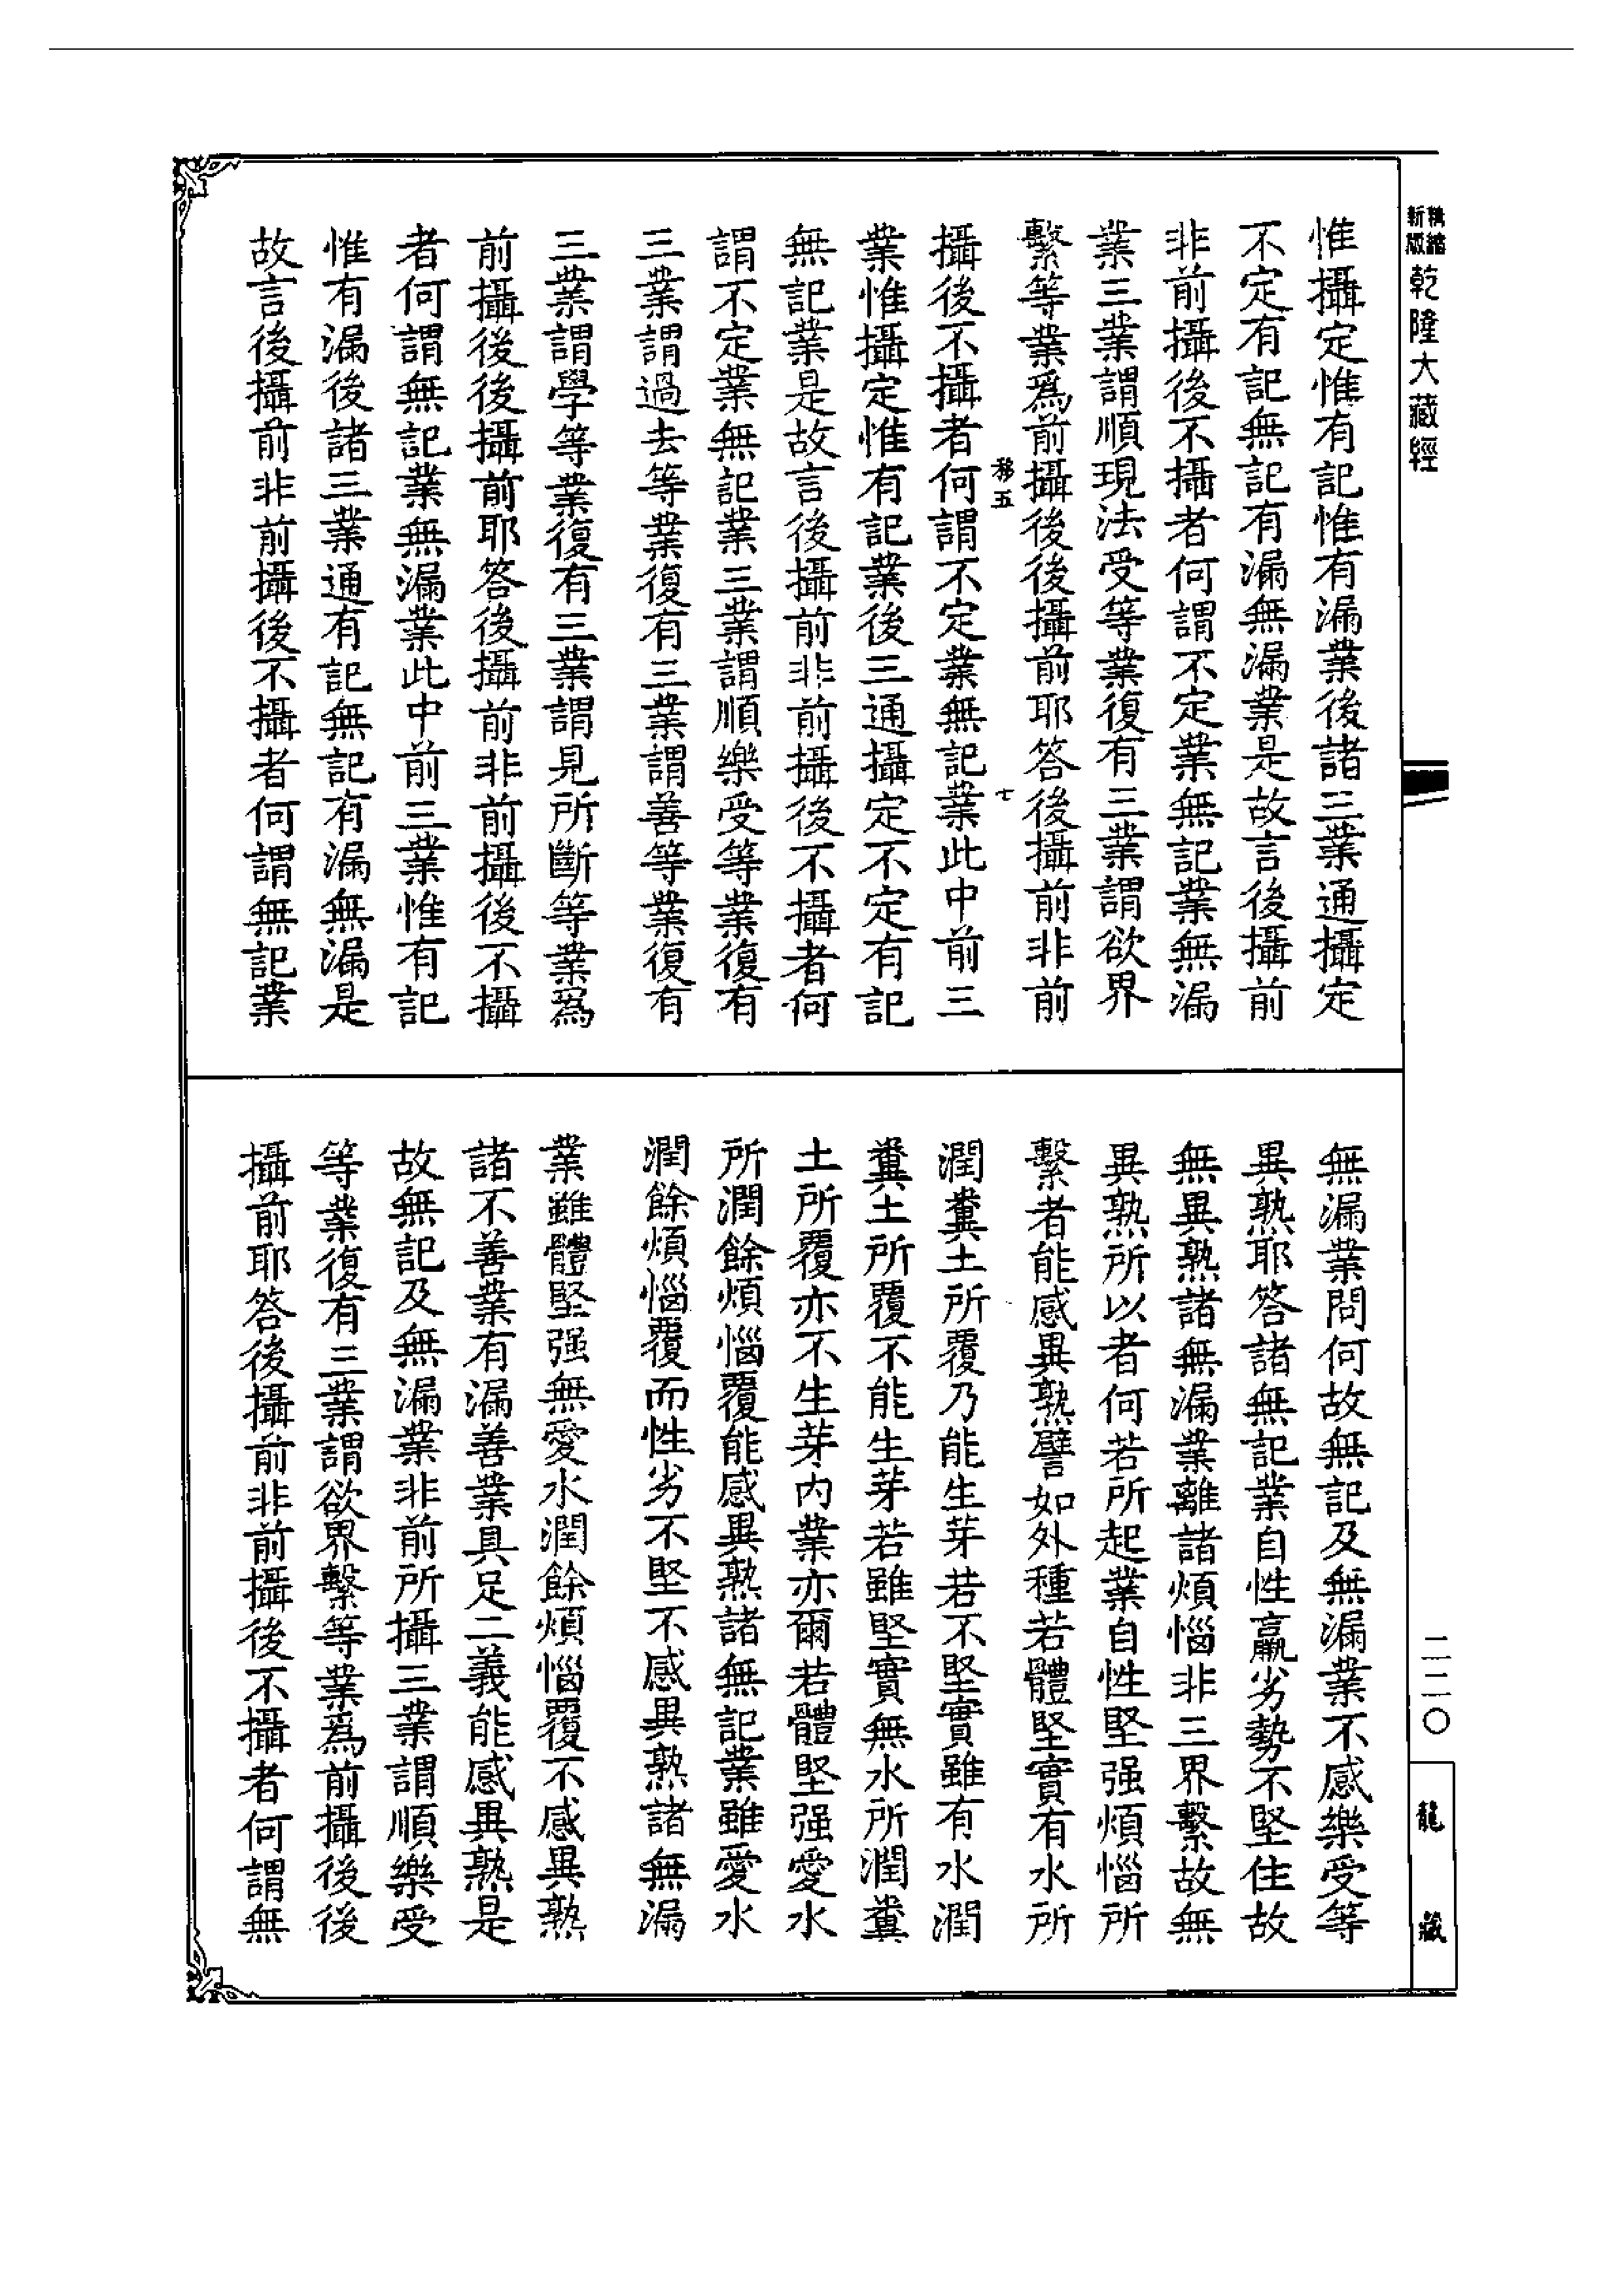 新版精縮乾隆大藏經
惟攝定惟有記惟有漏業後諸三業通攝定
不定有記無記有漏無漏業是故言後攝前
非前攝後不攝者何謂不定業無記業無漏
業三業謂順現法受等業復有三業謂欲界
繫等業爲前攝後後攝前耶答後攝前非前
移五
七
攝後不攝者何謂不定業無記業此中前三
業惟攝定惟有記業後三通攝定不定有記
無記業是故言後攝前非前攝後不攝者何
謂不定業無記業三業謂順樂受等業復有
三業謂過去等業復有三業謂善等業復有
三業謂學等業復有三業謂見所斷等業爲
前攝後後攝前耶答後攝前非前攝後不攝
者何謂無記業無漏業此中前三業惟有記
惟有漏後諸三業通有記無記有漏無漏是
故言後攝前非前攝後不攝者何謂無記業
無漏業問何故無記及無漏業不感樂受等
異熟耶答諸無記業自性羸劣勢不堅住故
無異熟諸無漏業離諸煩惱非三界繫故無
異熟所以者何若所起業自性堅强煩惱所
繫者能感異熟譬如外種若體堅實有水所
潤糞土所覆乃能生芽若不堅實雖有水潤
糞土所覆不能生芽若雖堅實無水所潤糞
土所覆亦不生芽內業亦爾若體堅强愛水
所潤餘煩惱覆能感異熟諸無記業雖愛水
潤餘煩惱覆而性劣不堅不感異熟諸無漏
業雖體堅强無愛水潤餘煩惱覆不感異熟
諸不善業有漏善業具足二義能感異熟是
故無記及無漏業非前所攝三業謂順樂受
等業復有三業謂欲界繫等業爲前攝後後
攝前耶答後攝前非前攝後不攝者何謂無
二二〇
龍藏